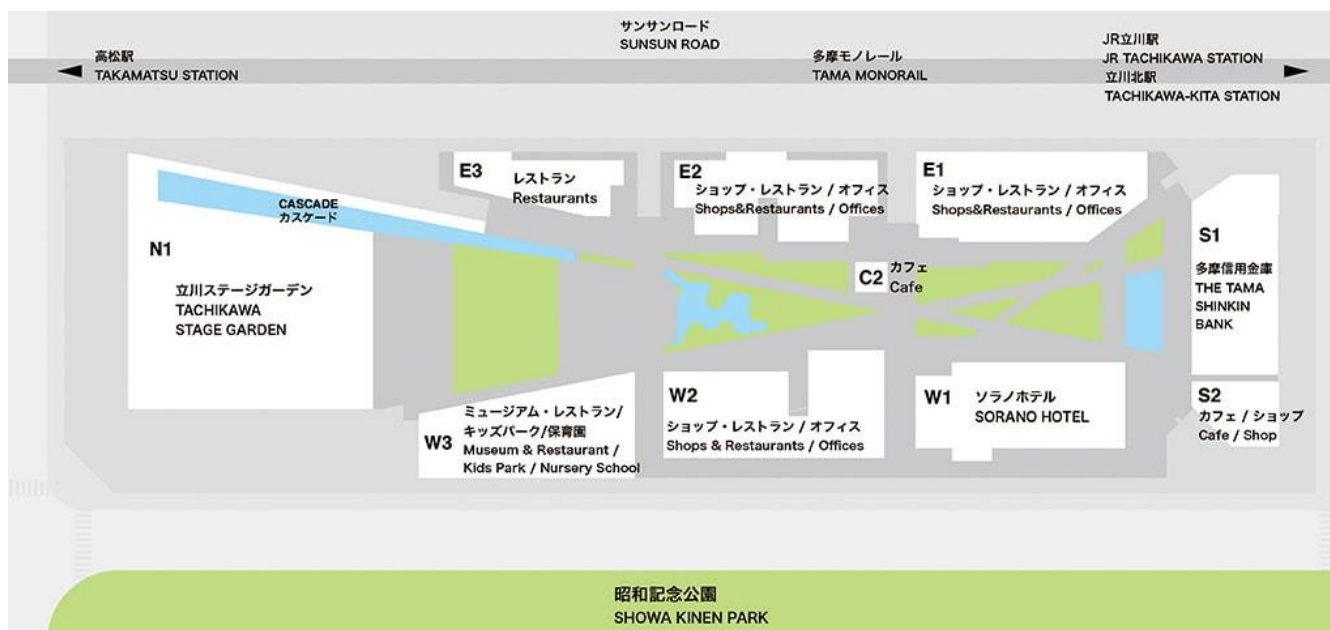 サンサンロード
SUNSUN ROAD
高松駅
TAKAMATSU STATION
多摩モノレール
TAMA MONORAIL
JR立川駅
JR TACHIKAWA STATION
立川北駅
TACHIKAWA-KITA STATION
E3
レストラン
Restaurants
E2
ショップ・レストラン / オフィス
Shops&Restaurants / Offices
E1
ショップ・レストラン / オフィス
Shops&Restaurants / Offices
CASCADE
カスケード
N1
立川ステージガーデン
TACHIKAWA
STAGE GARDEN
C2
カフェ
Cafe
S1
多摩信用金庫
THE TAMA
SHINKIN
BANK
W3
ミュージアム・レストラン/
キッズパーク/保育園
Museum & Restaurant /
Kids Park / Nursery School
W2
ショップ・レストラン / オフィス
Shops & Restaurants / Offices
W1
ソラノホテル
SORANO HOTEL
S2
カフェ / ショップ
Cafe / Shop
昭和記念公園
SHOWA KINEN PARK